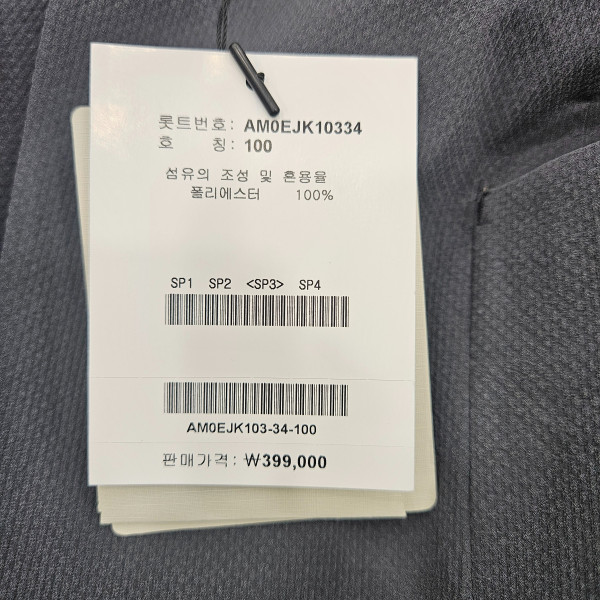 롯트번호: AM0EJK10334
호 칭: 100
섬유의 조성 및 흔용율
폴리에스터 100%
SP1 SP2 <SP3> SP4
AM0EJK103-34-100
판매가격: ₩399,000